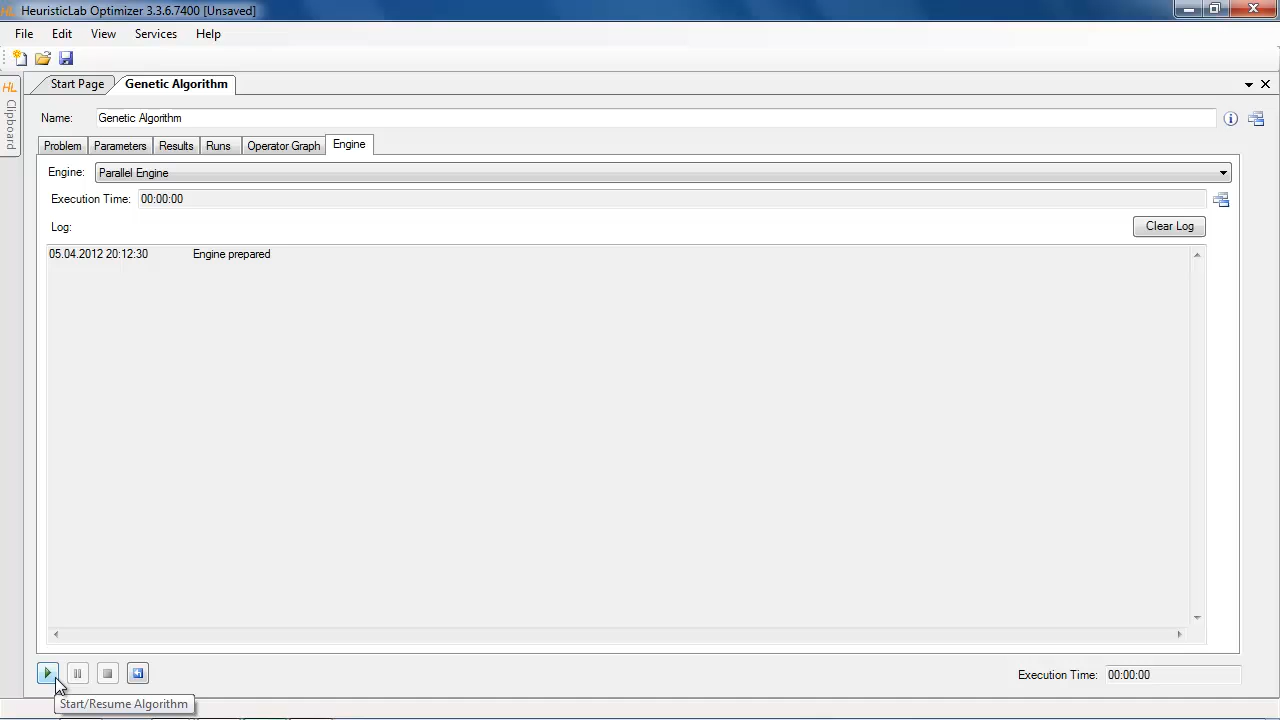 HL HeuristicLab Optimizer 3.3.6.7400 [Unsaved]
File Edit View Services Help
HL Clipboard
Start Page Genetic Algorithm
Name: Genetic Algorithm
Problem Parameters Results Runs Operator Graph Engine
Engine: Parallel Engine
Execution Time: 00:00:00
Log: Clear Log
05.04.2012 20:12:30 Engine prepared
Execution Time: 00:00:00
Start/Resume Algorithm